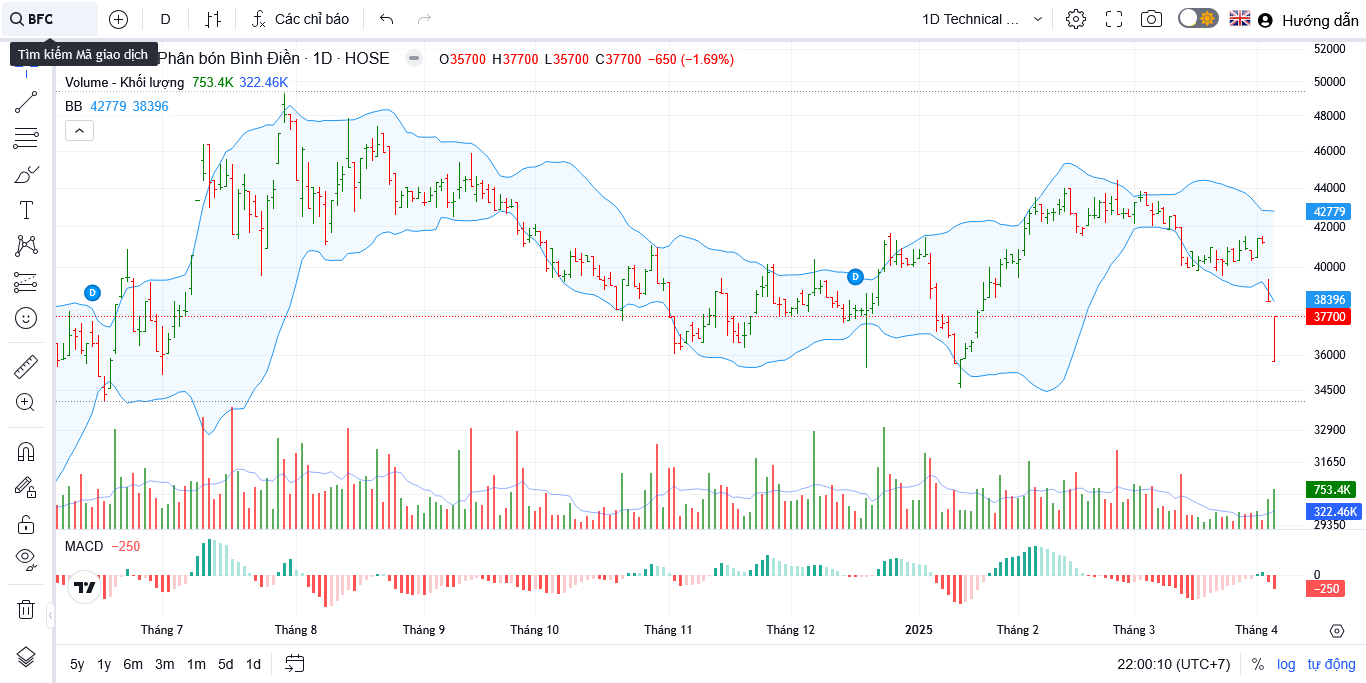 BFC D Các chỉ báo 1D Technical ... Hướng dẫn
Tìm kiếm Mã giao dịch
Phân bón Bình Điền · 1D · HOSE O35700 H37700 L35700 C37700 −650 (−1.69%)
Volume - Khối lượng 753.4K 322.46K
BB 42779 38396
52000
50000
48000
46000
44000
42779
42000
40000
38396
37700
36000
34500
32900
31650
753.4K
322.46K
29350
D
D
MACD −250
0
−250
Tháng 7 Tháng 8 Tháng 9 Tháng 10 Tháng 11 Tháng 12 2025 Tháng 2 Tháng 3 Tháng 4
5y 1y 6m 3m 1m 5d 1d 22:00:10 (UTC+7) % log tự động